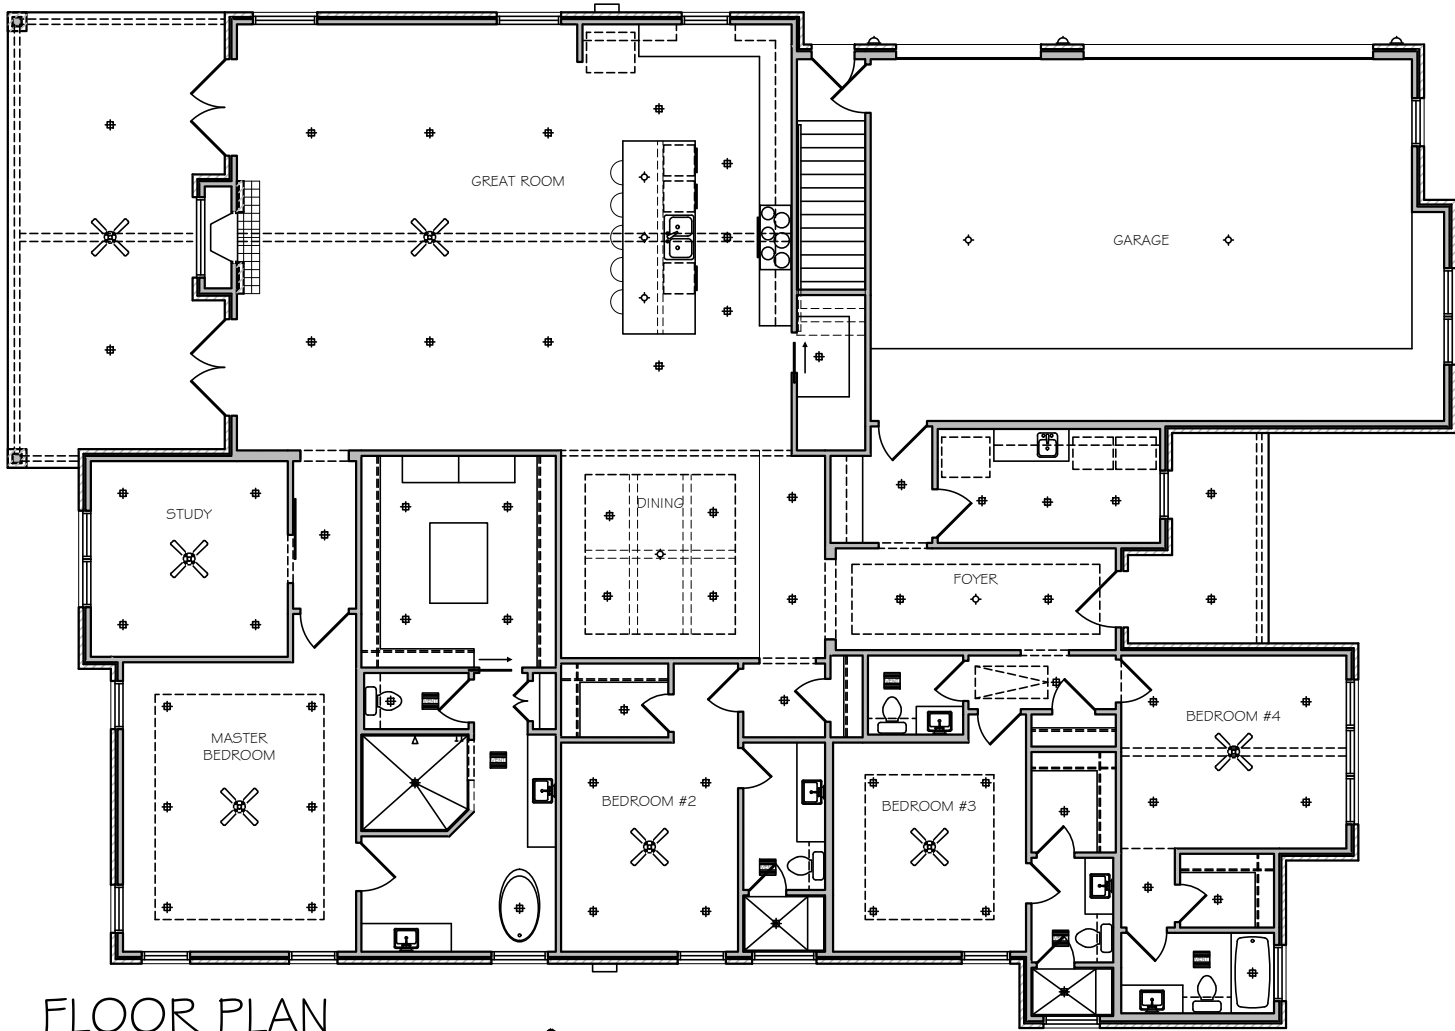 GREAT ROOM
GARAGE
STUDY
DINING
FOYER
MASTER
BEDROOM
BEDROOM #4
BEDROOM #2
BEDROOM #3
FLOOR PLAN